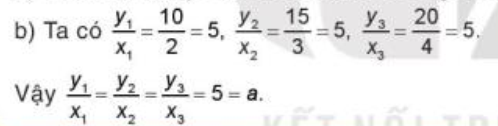 b) Ta có y₁/x₁ = 10/2 = 5, y₂/x₂ = 15/3 = 5, y₃/x₃ = 20/4 = 5.
Vậy y₁/x₁ = y₂/x₂ = y₃/x₃ = 5 = a.